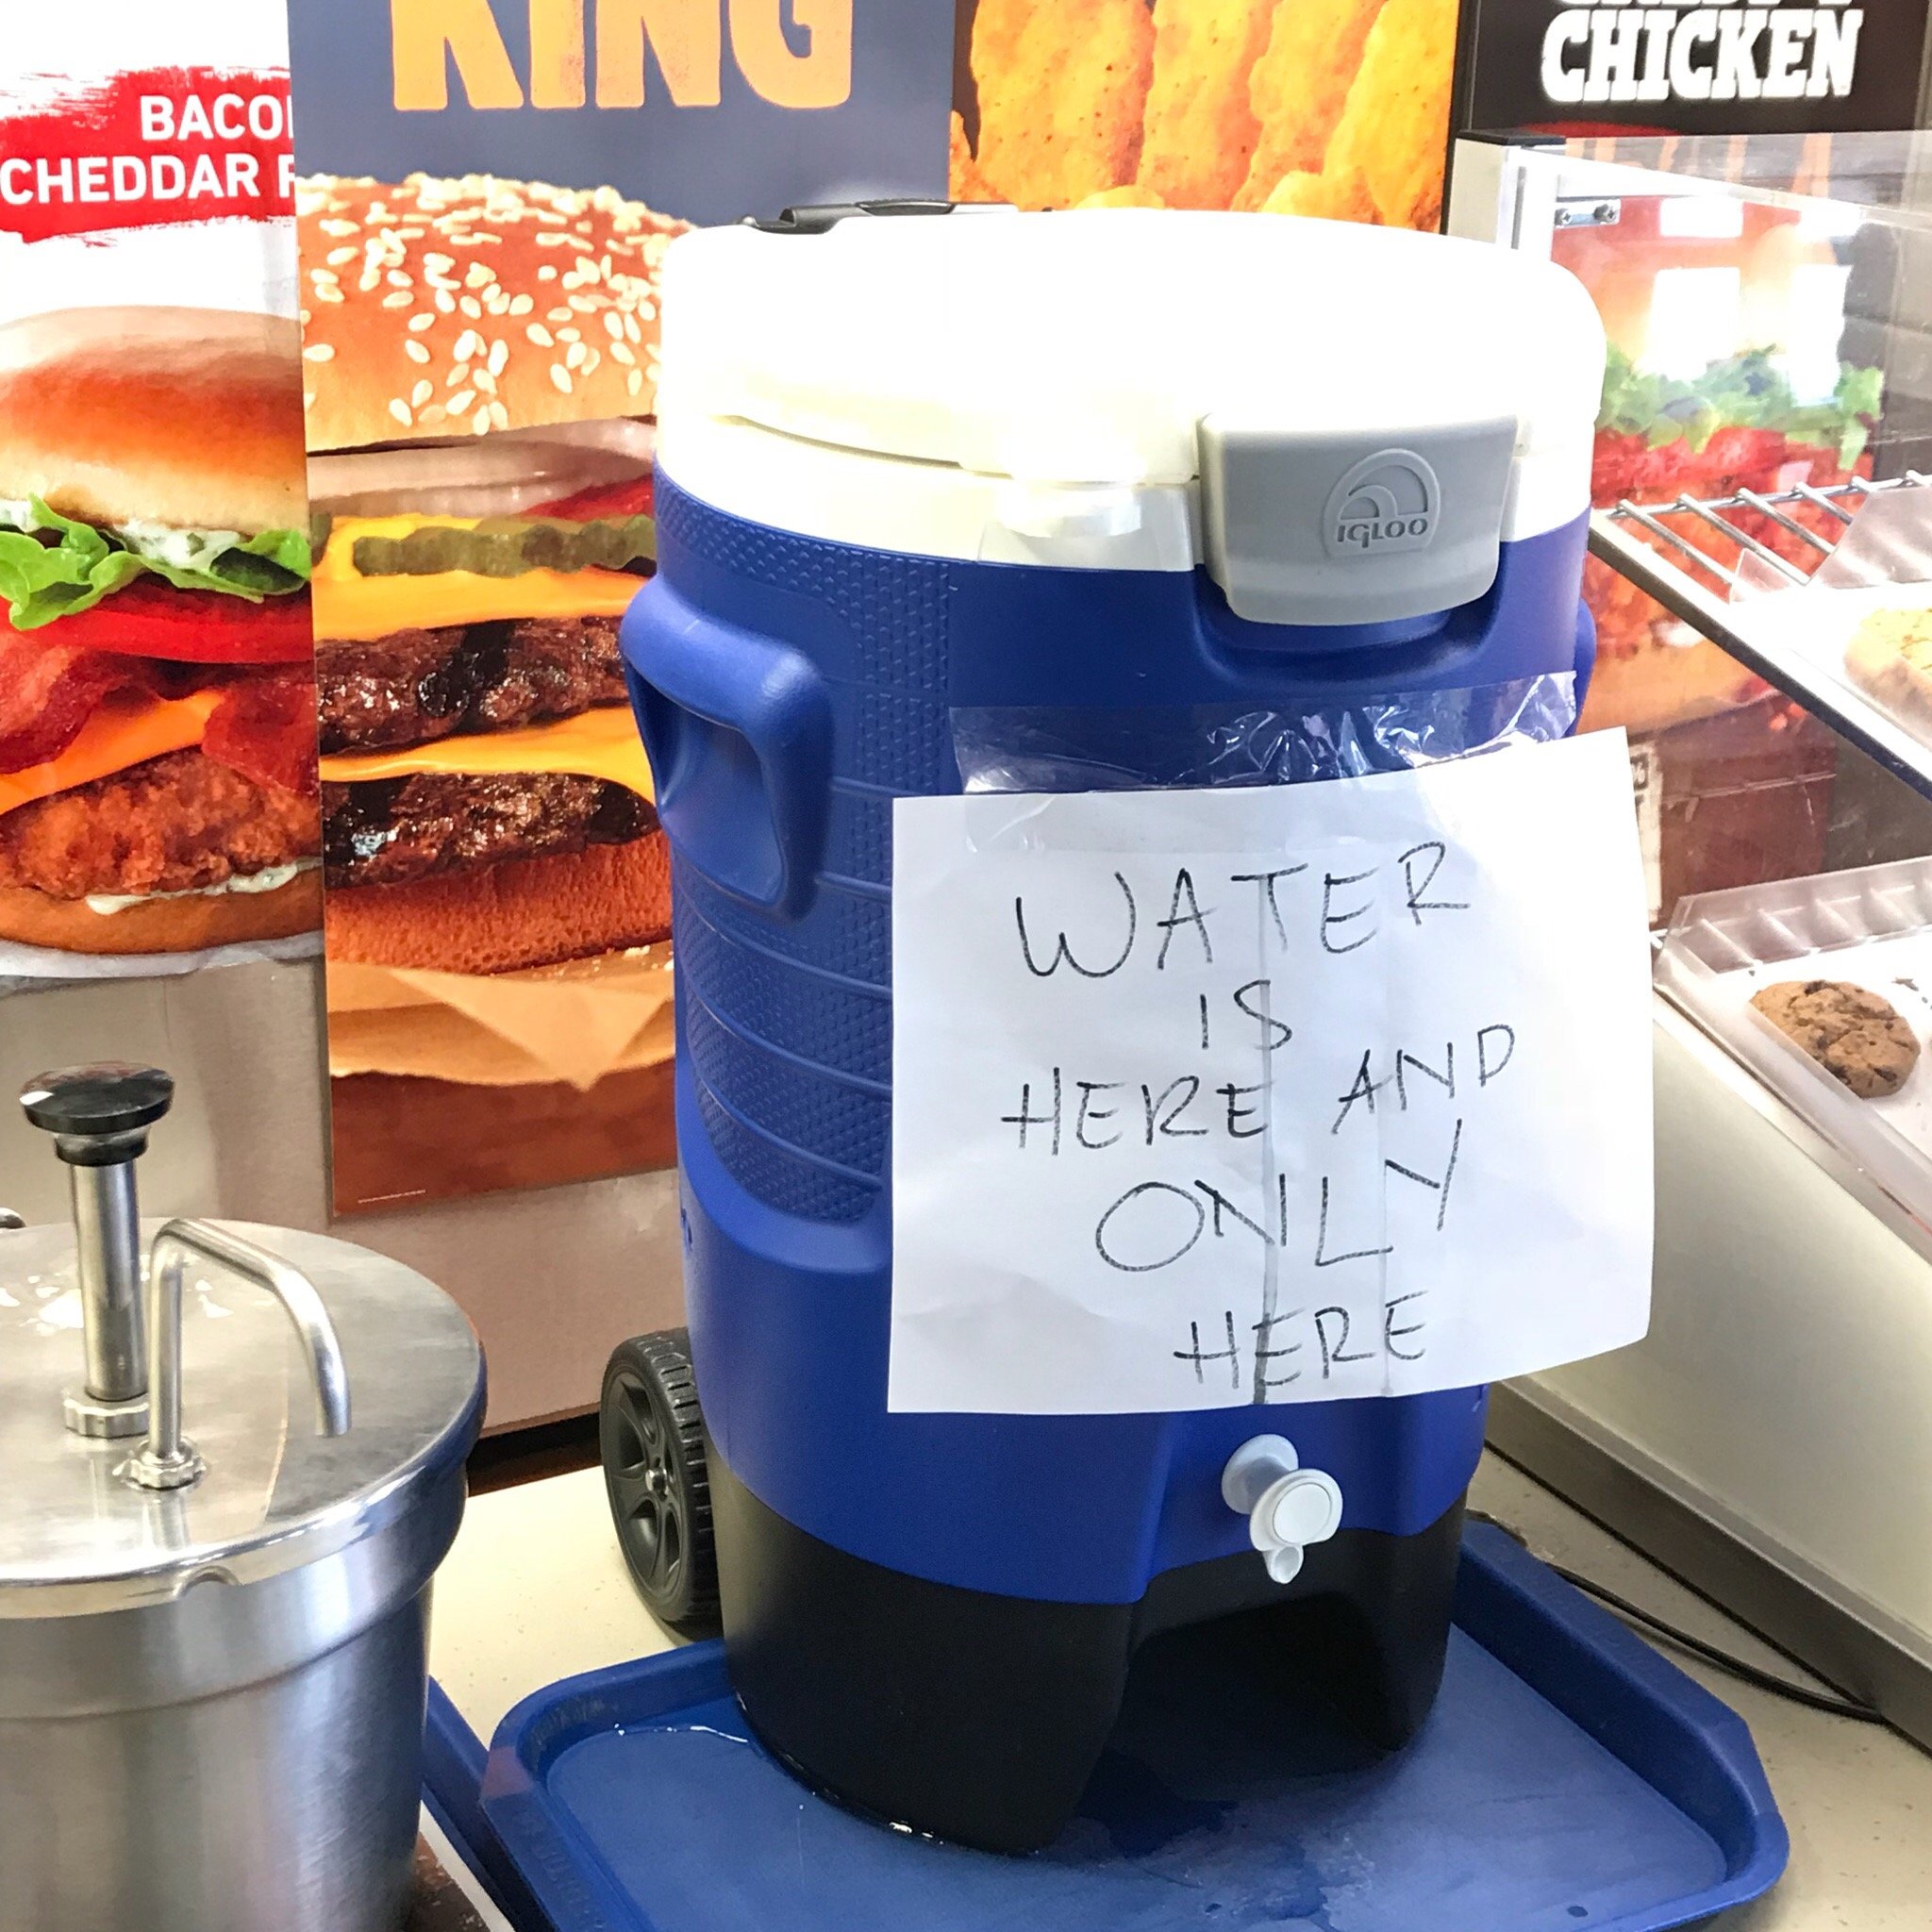 KING
CHICKEN
BACO
CHEDDAR
IGLOO
WATER
IS
HERE AND
ONLY
HERE